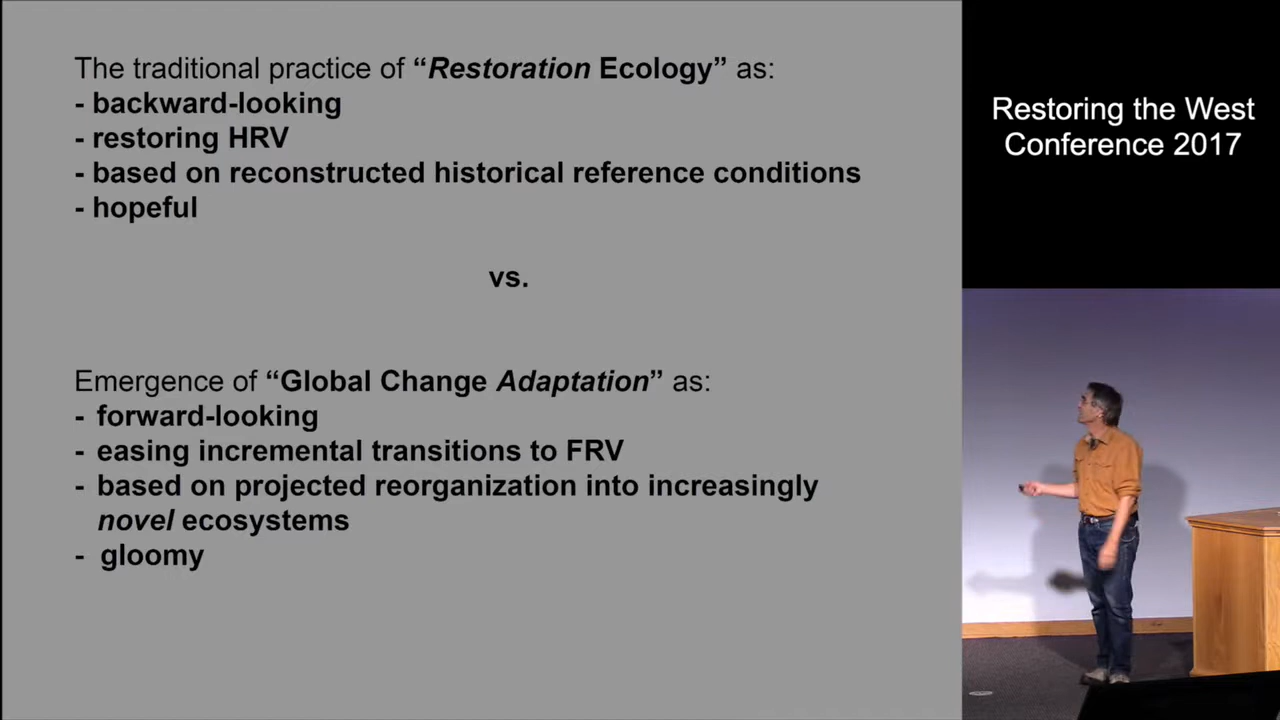 The traditional practice of “Restoration Ecology” as:
- backward-looking
- restoring HRV
- based on reconstructed historical reference conditions
- hopeful
vs.
Emergence of “Global Change Adaptation” as:
- forward-looking
- easing incremental transitions to FRV
- based on projected reorganization into increasingly
novel ecosystems
- gloomy
Restoring the West
Conference 2017